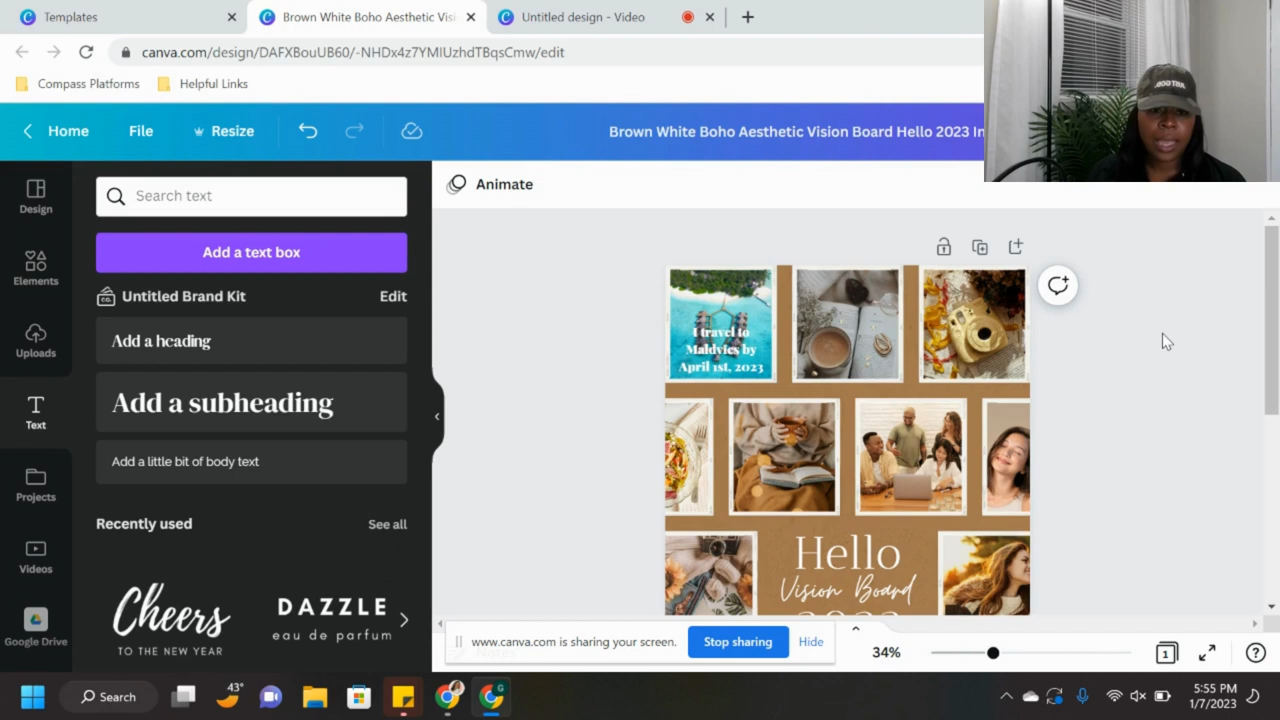 Templates
Brown White Boho Aesthetic Visi
Untitled design - Video
canva.com/design/DAFXBouUB60/-NHDx4z7YMIUzhdTBqsCmw/edit
Compass Platforms
Helpful Links
Home
File
Resize
Brown White Boho Aesthetic Vision Board Hello 2023 In
Design
Elements
Uploads
Text
Projects
Videos
Google Drive
Search text
Add a text box
CO.
Untitled Brand Kit
Edit
Add a heading
Add a subheading
Add a little bit of body text
Recently used
See all
Cheers
TO THE NEW YEAR
DAZZLE
eau de parfum
Animate
I travel to
Maldvies by
April 1st, 2023
Hello
Vision Board
2023
www.canva.com is sharing your screen.
Stop sharing
Hide
34%
1
Search
43°
G
5:55 PM
1/7/2023